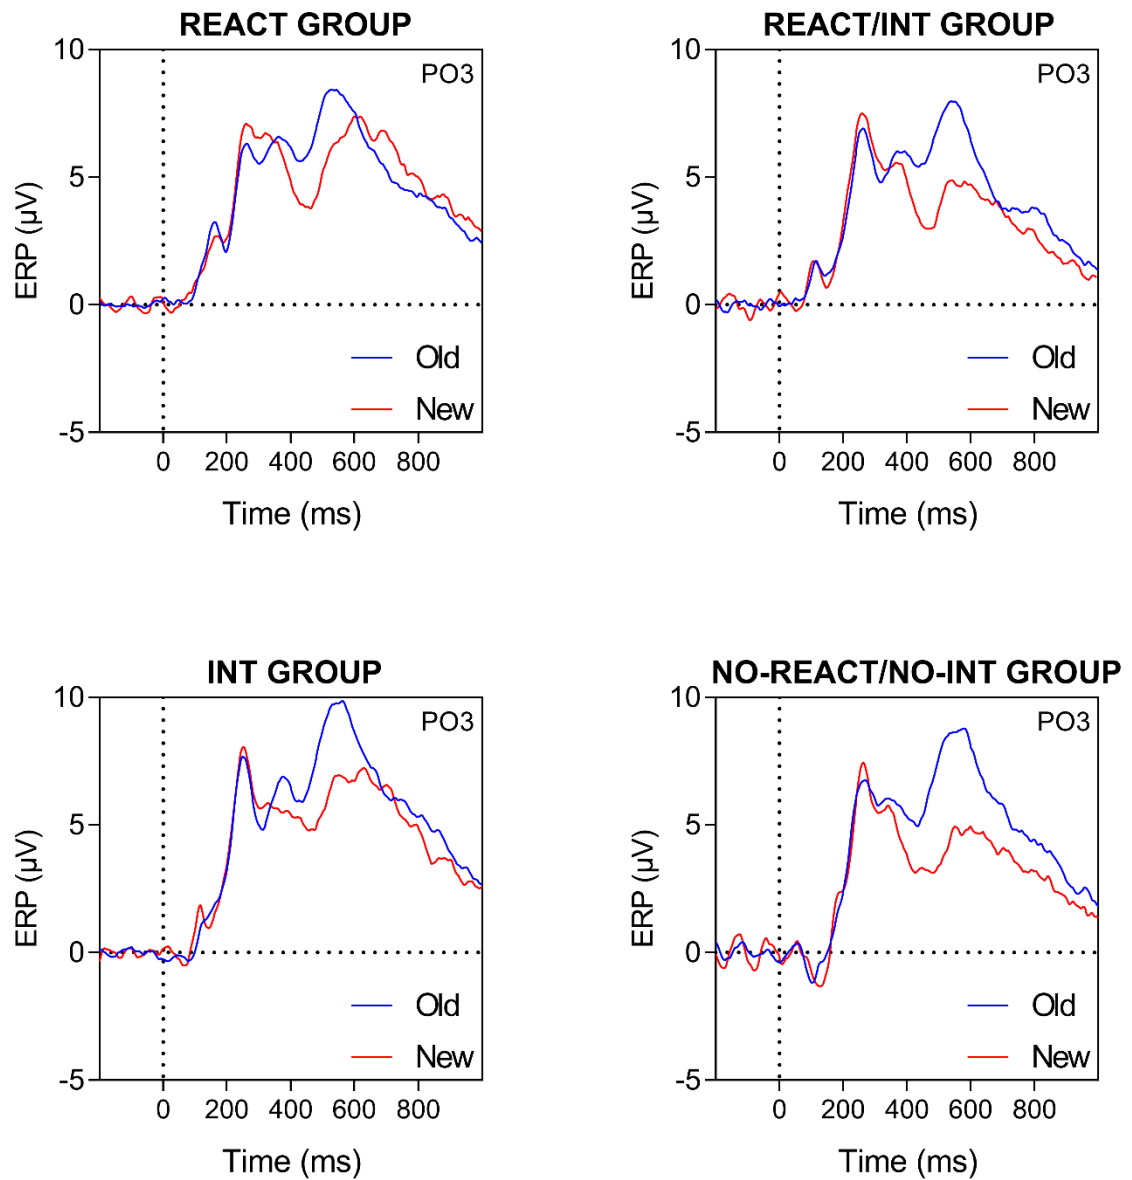 REACT GROUP
PO3
10
5
0
-5
ERP (µV)
Old
New
0 200 400 600 800
Time (ms)
REACT/INT GROUP
PO3
10
5
0
-5
ERP (µV)
Old
New
0 200 400 600 800
Time (ms)
INT GROUP
PO3
10
5
0
-5
ERP (µV)
Old
New
0 200 400 600 800
Time (ms)
NO-REACT/NO-INT GROUP
PO3
10
5
0
-5
ERP (µV)
Old
New
0 200 400 600 800
Time (ms)